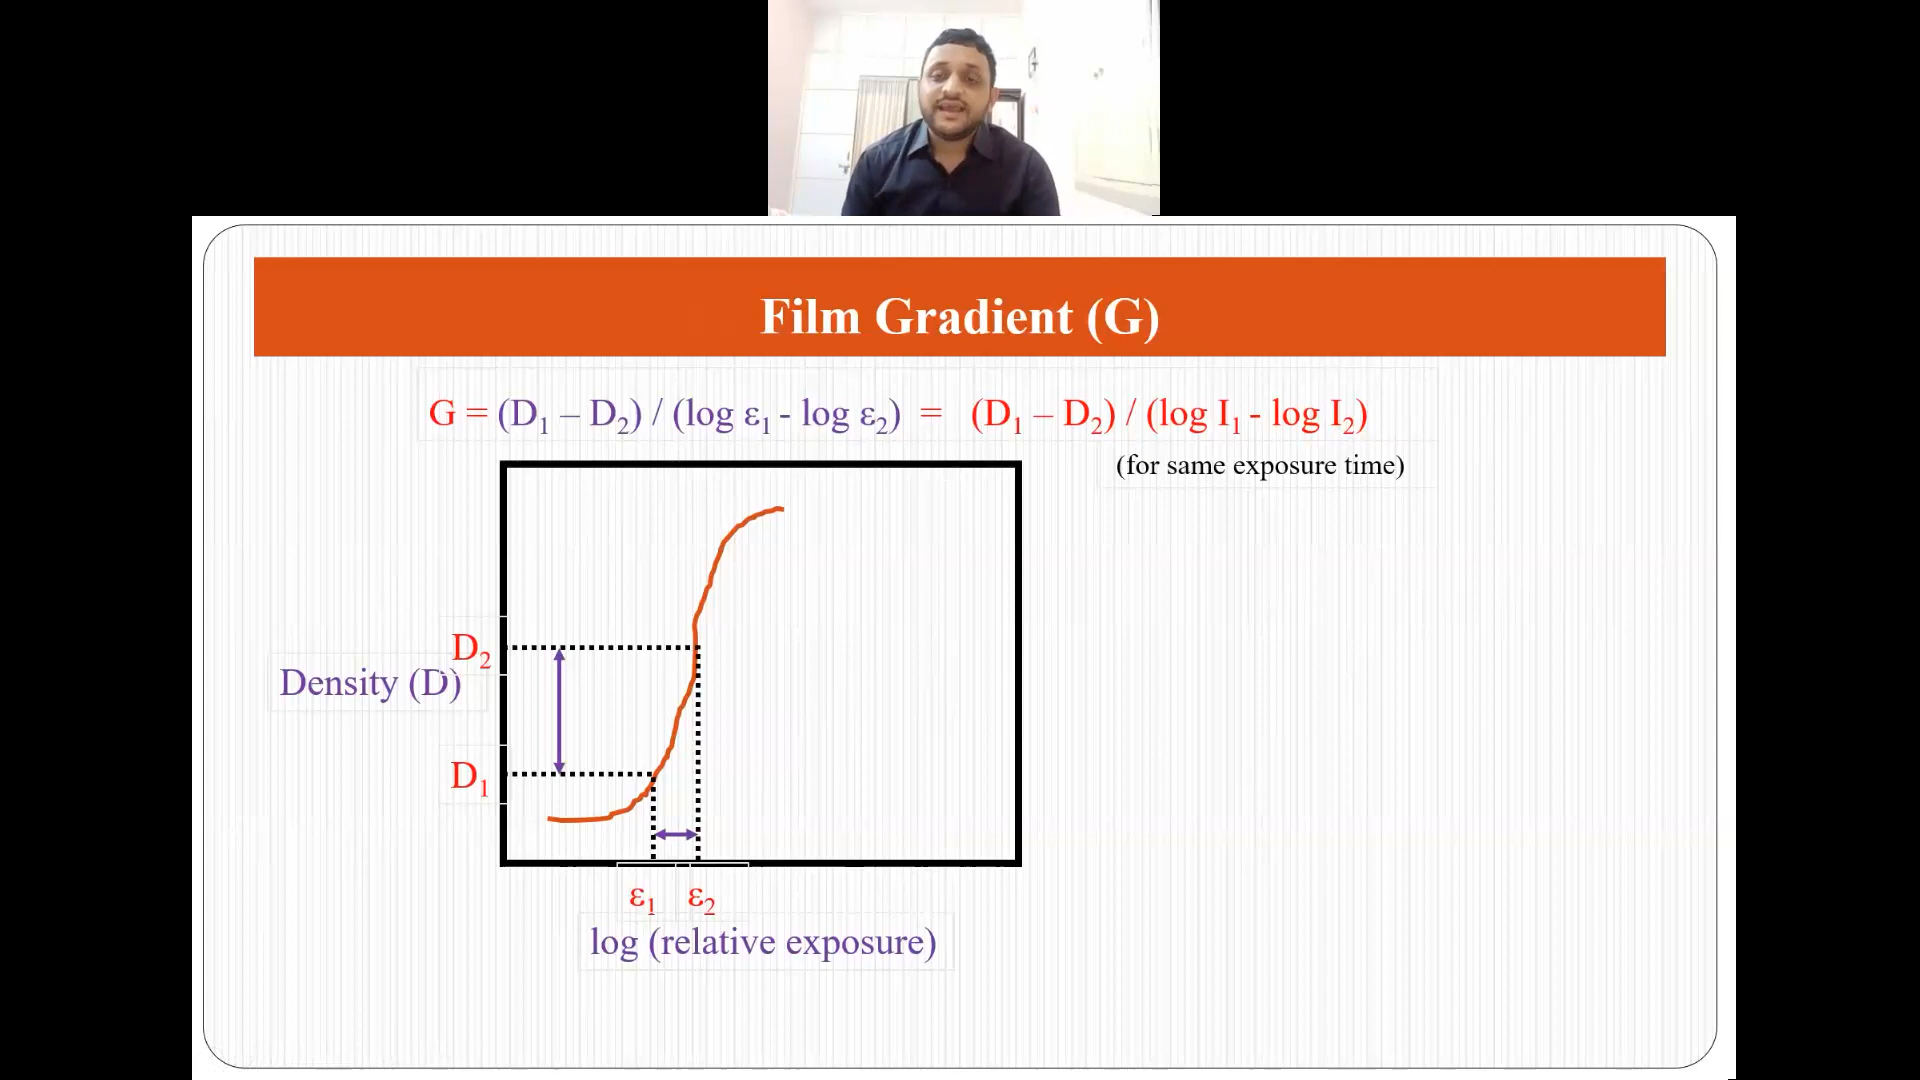 Film Gradient (G)
G = (D₁ – D₂) / (log ε₁ - log ε₂) = (D₁ – D₂) / (log I₁ - log I₂)
(for same exposure time)
D₂
Density (D)
D₁
ε₁ ε₂
log (relative exposure)